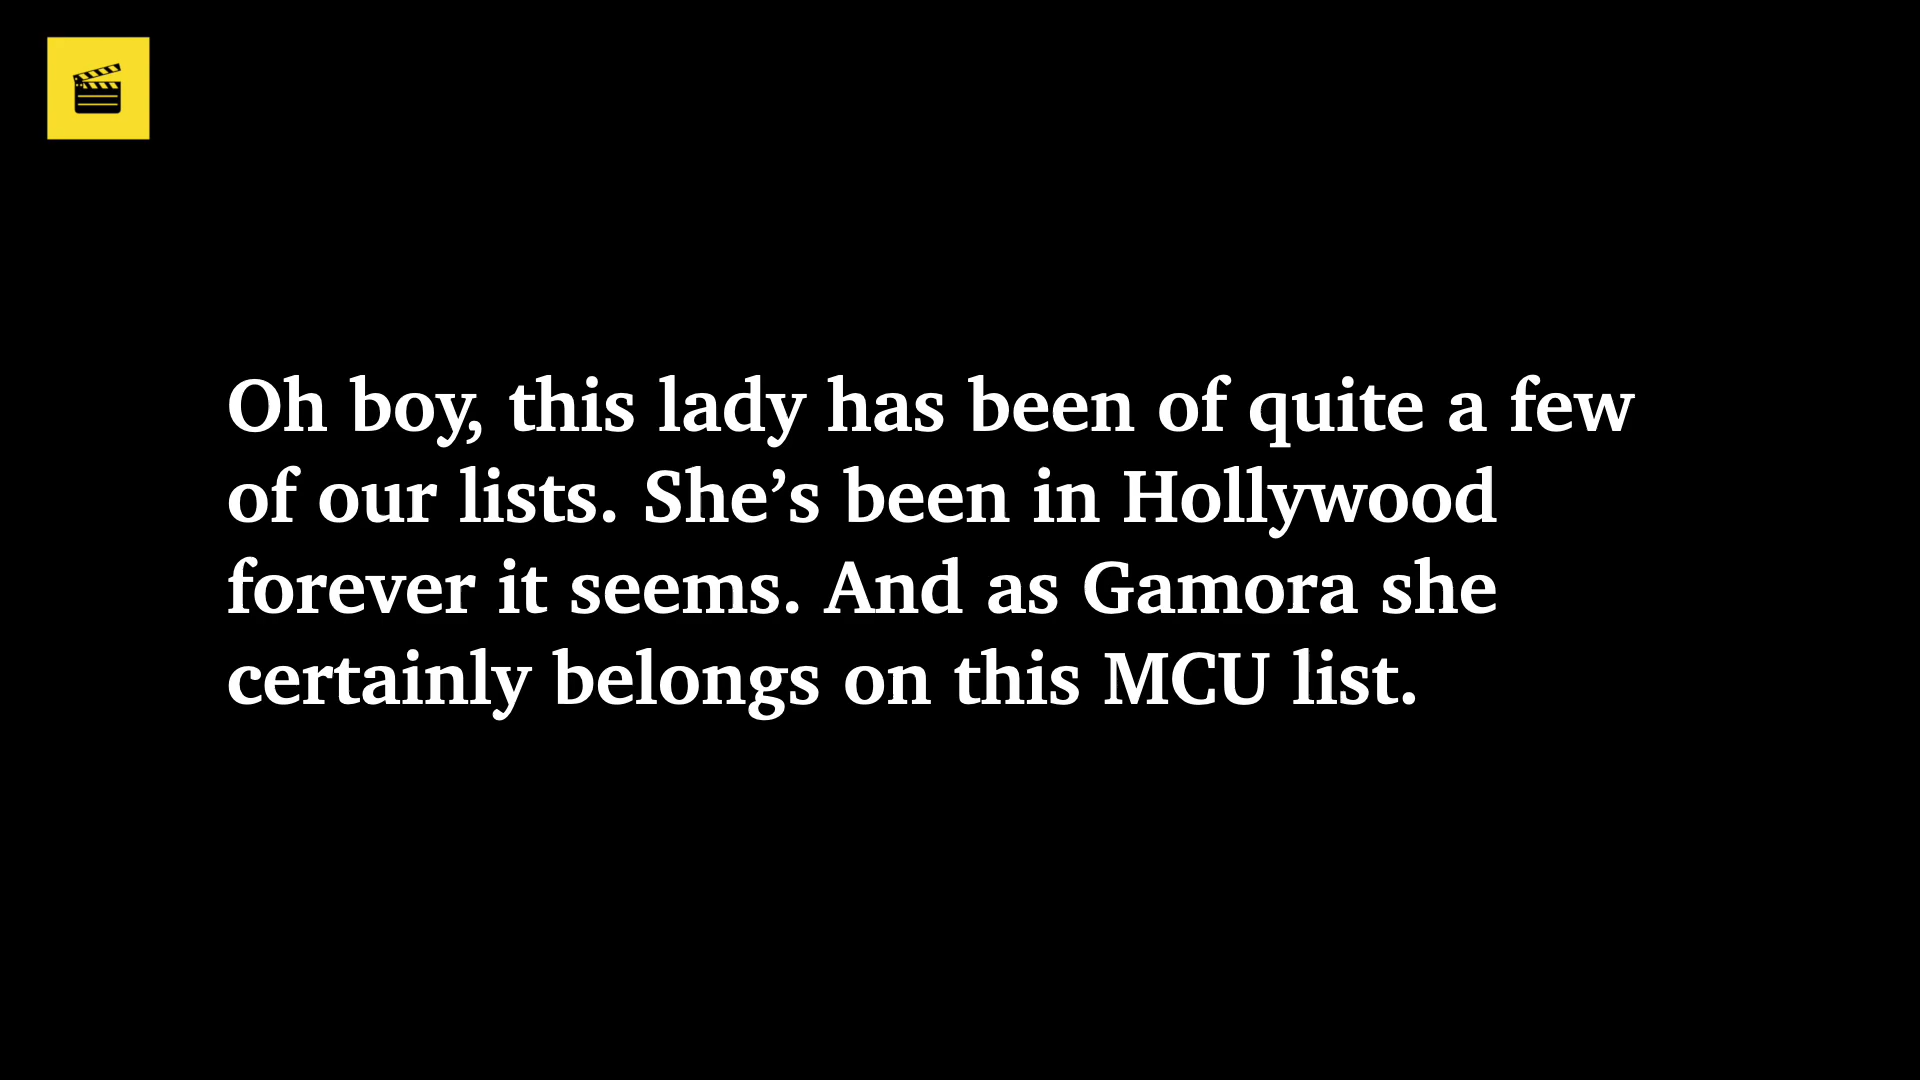 Oh boy, this lady has been of quite a few
of our lists. She’s been in Hollywood
forever it seems. And as Gamora she
certainly belongs on this MCU list.